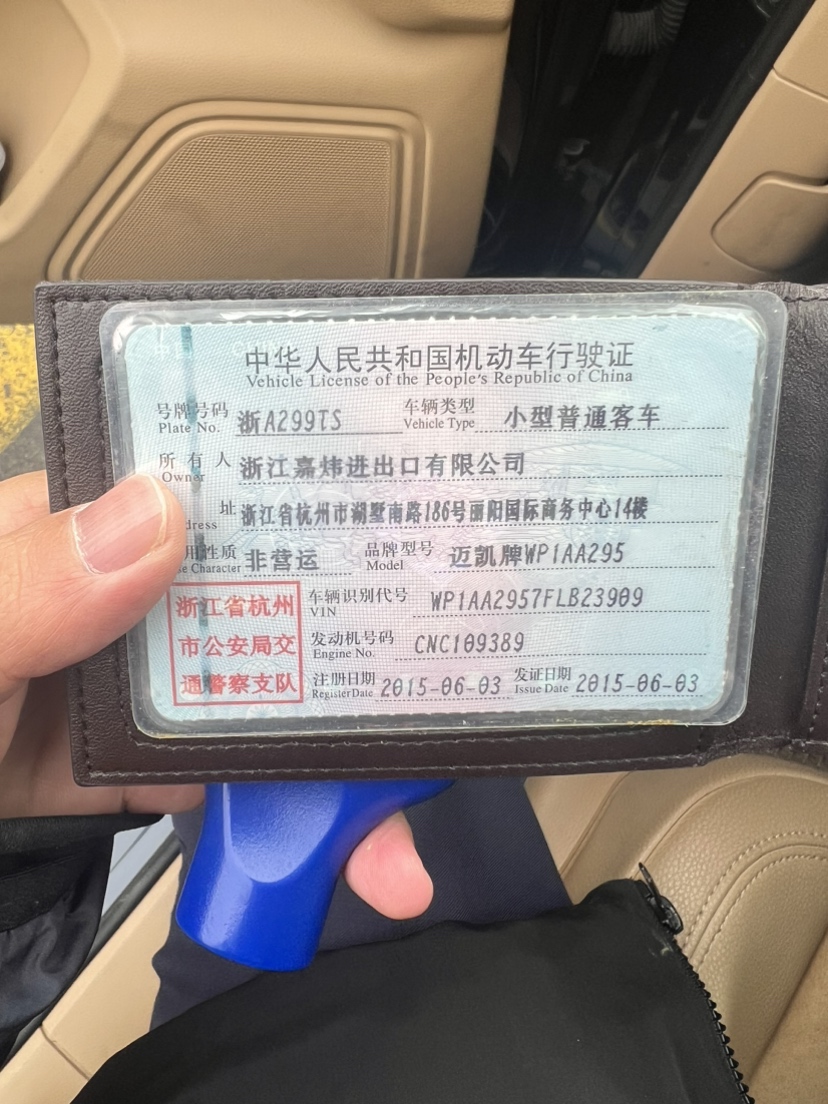 中华人民共和国机动车行驶证
Vehicle License of the People's Republic of China
号牌号码 浙A299TS 车辆类型 小型普通客车
Plate No. Vehicle Type
所有人 浙江嘉炜进出口有限公司
Owner
址 浙江省杭州市湖墅南路186号丽阳国际商务中心14楼
dress
用性质 非营运 品牌型号 迈凯牌WP1AA295
e Character Model
浙江省杭州
市公安局交
通警察支队
车辆识别代号 WP1AA2957FLB23909
VIN
发动机号码 CNC109389
Engine No.
注册日期 2015-06-03 发证日期 2015-06-03
Register Date Issue Date